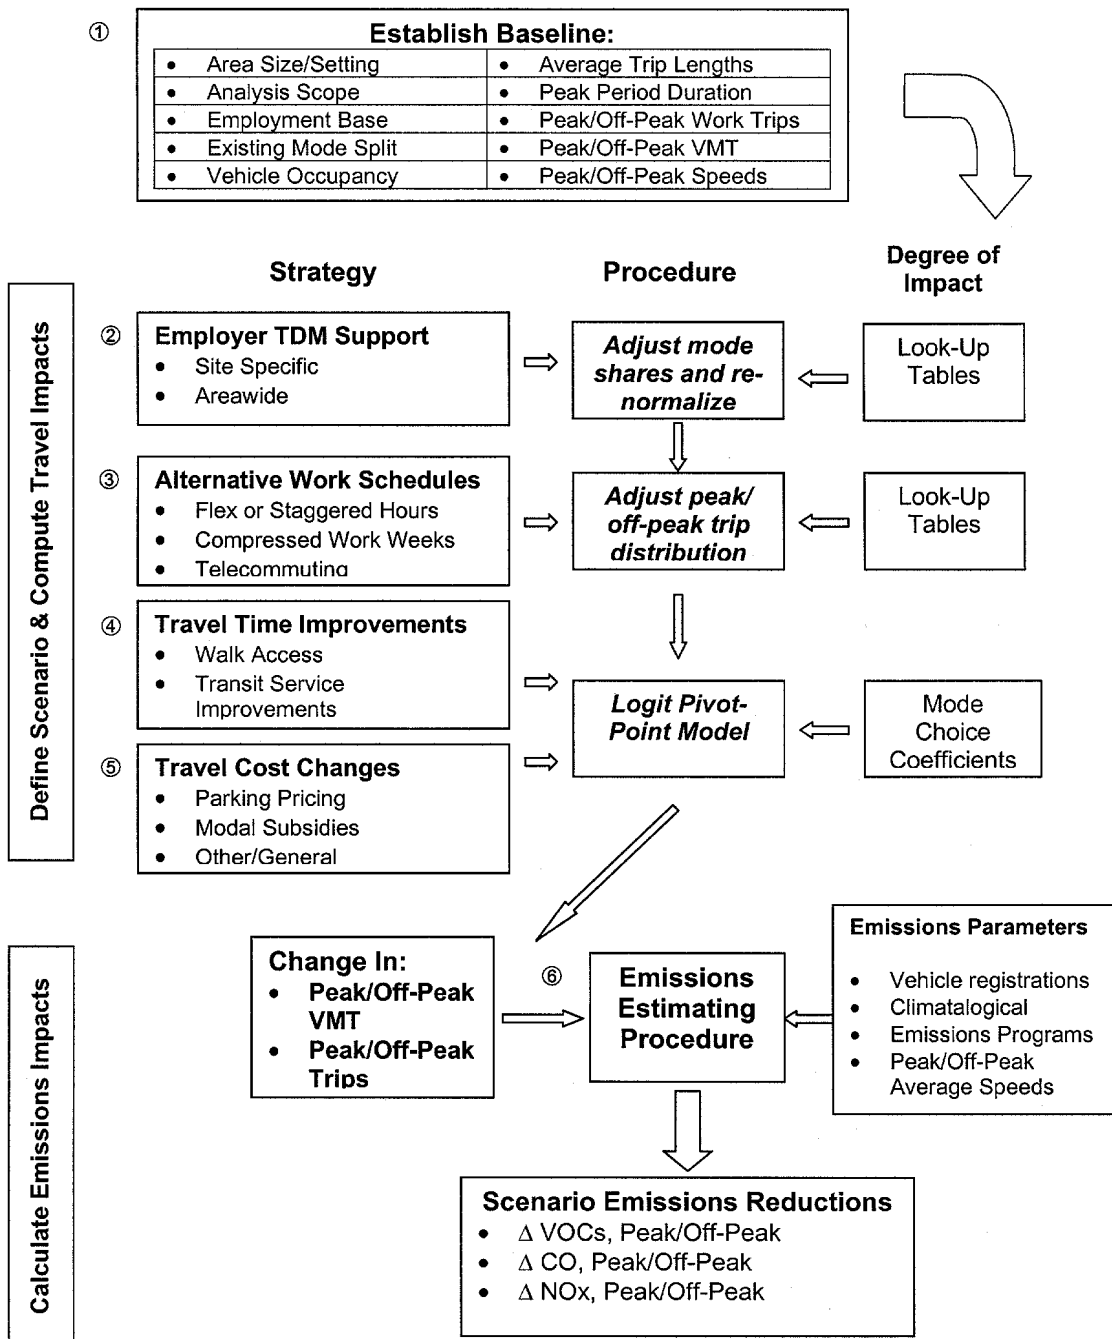 ①
Establish Baseline:
• Area Size/Setting
• Average Trip Lengths
• Analysis Scope
• Peak Period Duration
• Employment Base
• Peak/Off-Peak Work Trips
• Existing Mode Split
• Peak/Off-Peak VMT
• Vehicle Occupancy
• Peak/Off-Peak Speeds
Define Scenario & Compute Travel Impacts
Strategy
Procedure
Degree of
Impact
②
Employer TDM Support
• Site Specific
• Areawide
Adjust mode
shares and re-
normalize
Look-Up
Tables
③
Alternative Work Schedules
• Flex or Staggered Hours
• Compressed Work Weeks
• Telecommuting
Adjust peak/
off-peak trip
distribution
Look-Up
Tables
④
Travel Time Improvements
• Walk Access
• Transit Service
Improvements
Logit Pivot-
Point Model
Mode
Choice
Coefficients
⑤
Travel Cost Changes
• Parking Pricing
• Modal Subsidies
• Other/General
Calculate Emissions Impacts
Change In:
• Peak/Off-Peak
VMT
• Peak/Off-Peak
Trips
⑥
Emissions
Estimating
Procedure
Emissions Parameters
• Vehicle registrations
• Climatalogical
• Emissions Programs
• Peak/Off-Peak
Average Speeds
Scenario Emissions Reductions
• Δ VOCs, Peak/Off-Peak
• Δ CO, Peak/Off-Peak
• Δ NOx, Peak/Off-Peak